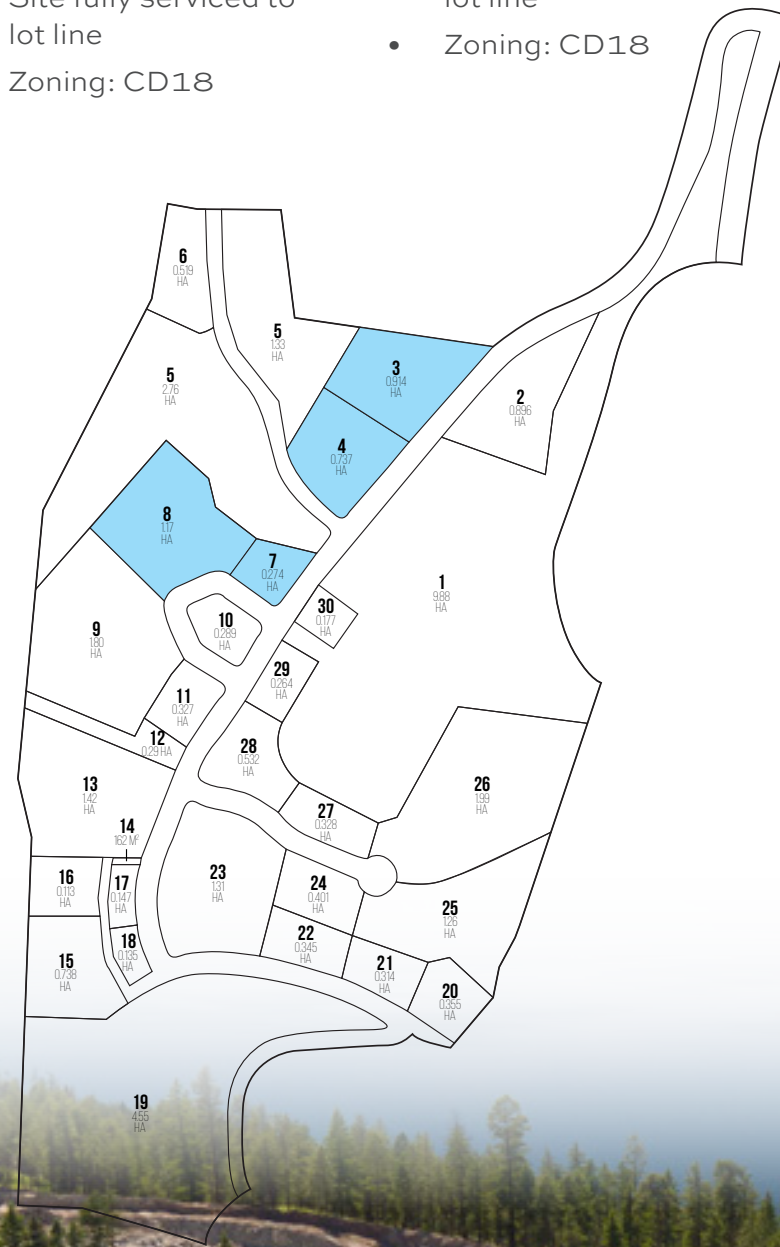 Site fully serviced to
lot line
Zoning: CD18
lot line
• Zoning: CD18
6
0.519
HA
5
1.33
HA
5
2.76
HA
3
0.914
HA
4
0.737
HA
2
0.896
HA
8
1.17
HA
7
0.274
HA
1
9.88
HA
10
0.289
HA
30
0.177
HA
9
1.80
HA
29
0.264
HA
11
0.327
HA
12
0.29 HA
28
0.532
HA
13
1.42
HA
26
1.99
HA
27
0.328
HA
14
162 M²
16
0.113
HA
17
0.147
HA
23
1.31
HA
24
0.401
HA
25
1.26
HA
18
0.135
HA
22
0.345
HA
15
0.738
HA
21
0.314
HA
20
0.355
HA
19
4.55
HA